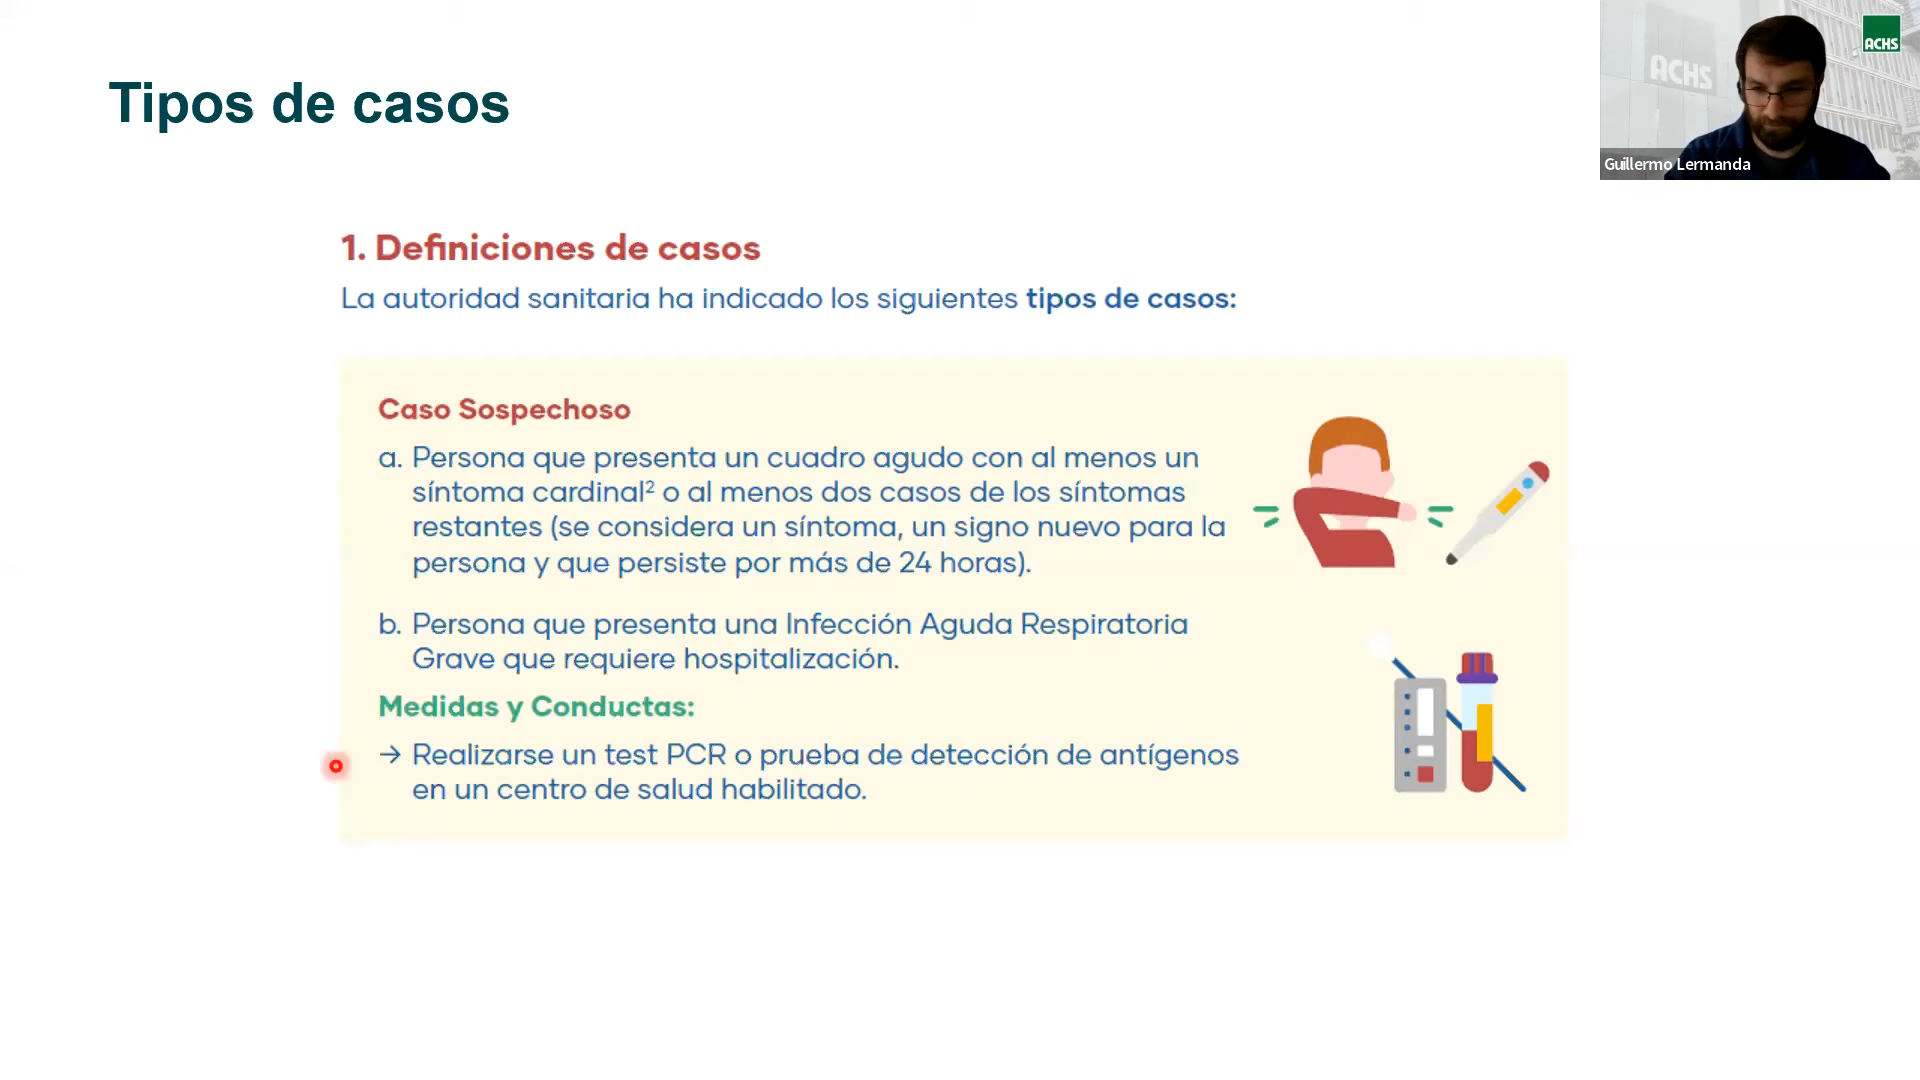 Tipos de casos
ACHS
ACHS
Guillermo Lermanda
1. Definiciones de casos
La autoridad sanitaria ha indicado los siguientes tipos de casos:
Caso Sospechoso
a. Persona que presenta un cuadro agudo con al menos un
síntoma cardinal² o al menos dos casos de los síntomas
restantes (se considera un síntoma, un signo nuevo para la
persona y que persiste por más de 24 horas).
b. Persona que presenta una Infección Aguda Respiratoria
Grave que requiere hospitalización.
Medidas y Conductas:
→ Realizarse un test PCR o prueba de detección de antígenos
en un centro de salud habilitado.